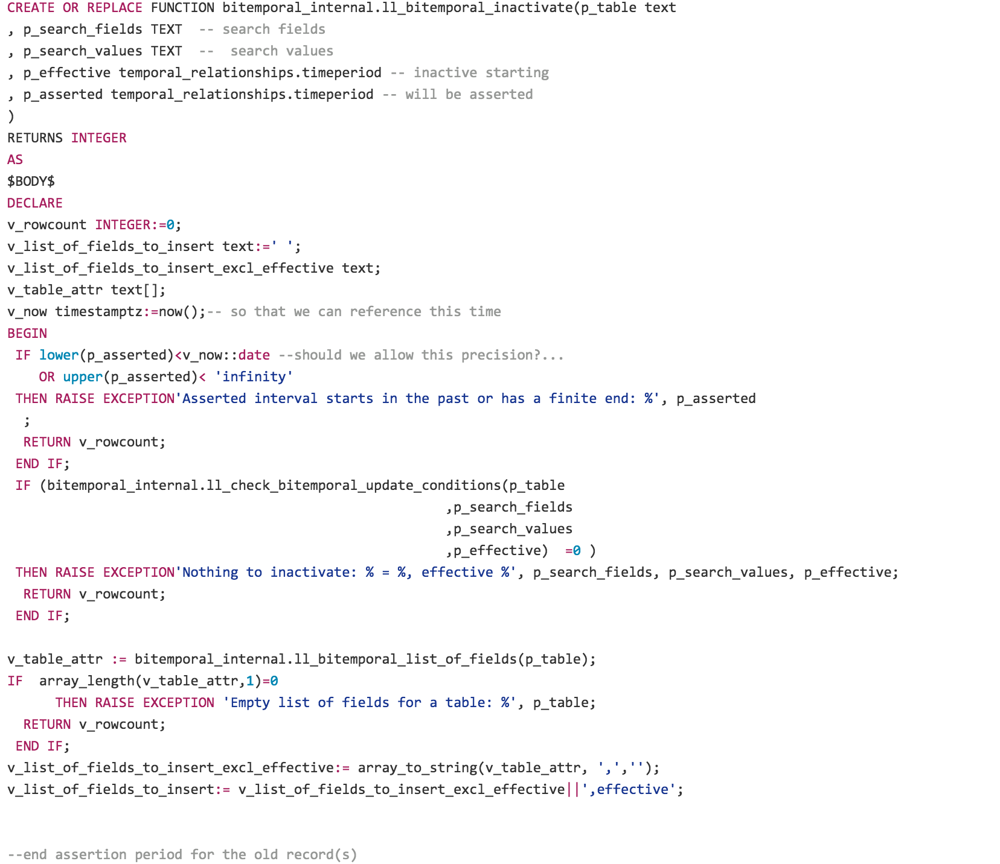 CREATE OR REPLACE FUNCTION bitemporal_internal.ll_bitemporal_inactivate(p_table text
, p_search_fields TEXT  -- search fields
, p_search_values TEXT  --  search values
, p_effective temporal_relationships.timeperiod -- inactive starting
, p_asserted temporal_relationships.timeperiod -- will be asserted
)
RETURNS INTEGER
AS
$BODY$
DECLARE
v_rowcount INTEGER:=0;
v_list_of_fields_to_insert text:=' ';
v_list_of_fields_to_insert_excl_effective text;
v_table_attr text[];
v_now timestamptz:=now();-- so that we can reference this time
BEGIN
 IF lower(p_asserted)<v_now::date --should we allow this precision?...
    OR upper(p_asserted)< 'infinity'
 THEN RAISE EXCEPTION'Asserted interval starts in the past or has a finite end: %', p_asserted
  ;
  RETURN v_rowcount;
 END IF;
 IF (bitemporal_internal.ll_check_bitemporal_update_conditions(p_table
                                                       ,p_search_fields
                                                       ,p_search_values
                                                       ,p_effective)  =0 )
 THEN RAISE EXCEPTION'Nothing to inactivate: % = %, effective %', p_search_fields, p_search_values, p_effective;
  RETURN v_rowcount;
 END IF;

v_table_attr := bitemporal_internal.ll_bitemporal_list_of_fields(p_table);
IF  array_length(v_table_attr,1)=0
      THEN RAISE EXCEPTION 'Empty list of fields for a table: %', p_table;
  RETURN v_rowcount;
 END IF;
v_list_of_fields_to_insert_excl_effective:= array_to_string(v_table_attr, ',','');
v_list_of_fields_to_insert:= v_list_of_fields_to_insert_excl_effective||',effective';


--end assertion period for the old record(s)